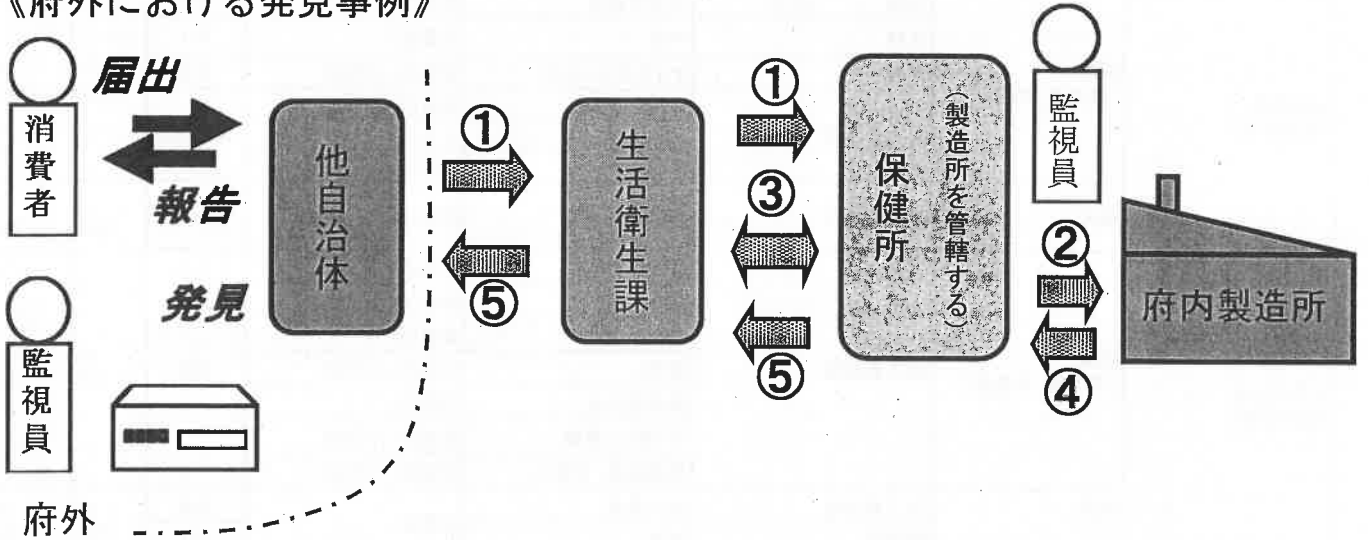 《府外における発見事例》
届出
消費者
報告
他自治体
発見
監視員
府外
①
⑤
生活衛生課
①
③
⑤
保健所
(製造所を管轄する)
監視員
②
④
府内製造所